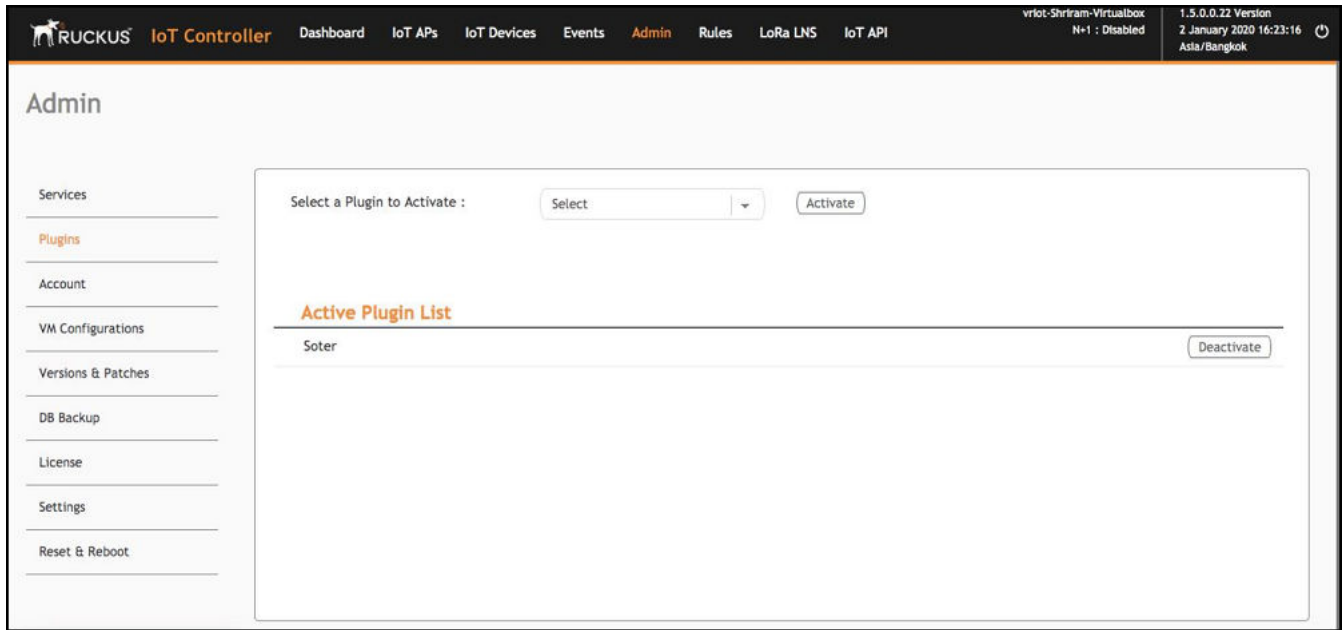 RUCKUS IoT Controller Dashboard IoT APs IoT Devices Events Admin Rules LoRa LNS IoT API
vriot-Shriram-Virtualbox
N+1 : Disabled
1.5.0.0.22 Version
2 January 2020 16:23:16
Asia/Bangkok
Admin
Services
Plugins
Account
VM Configurations
Versions & Patches
DB Backup
License
Settings
Reset & Reboot
Select a Plugin to Activate : Select Activate
Active Plugin List
Soter Deactivate